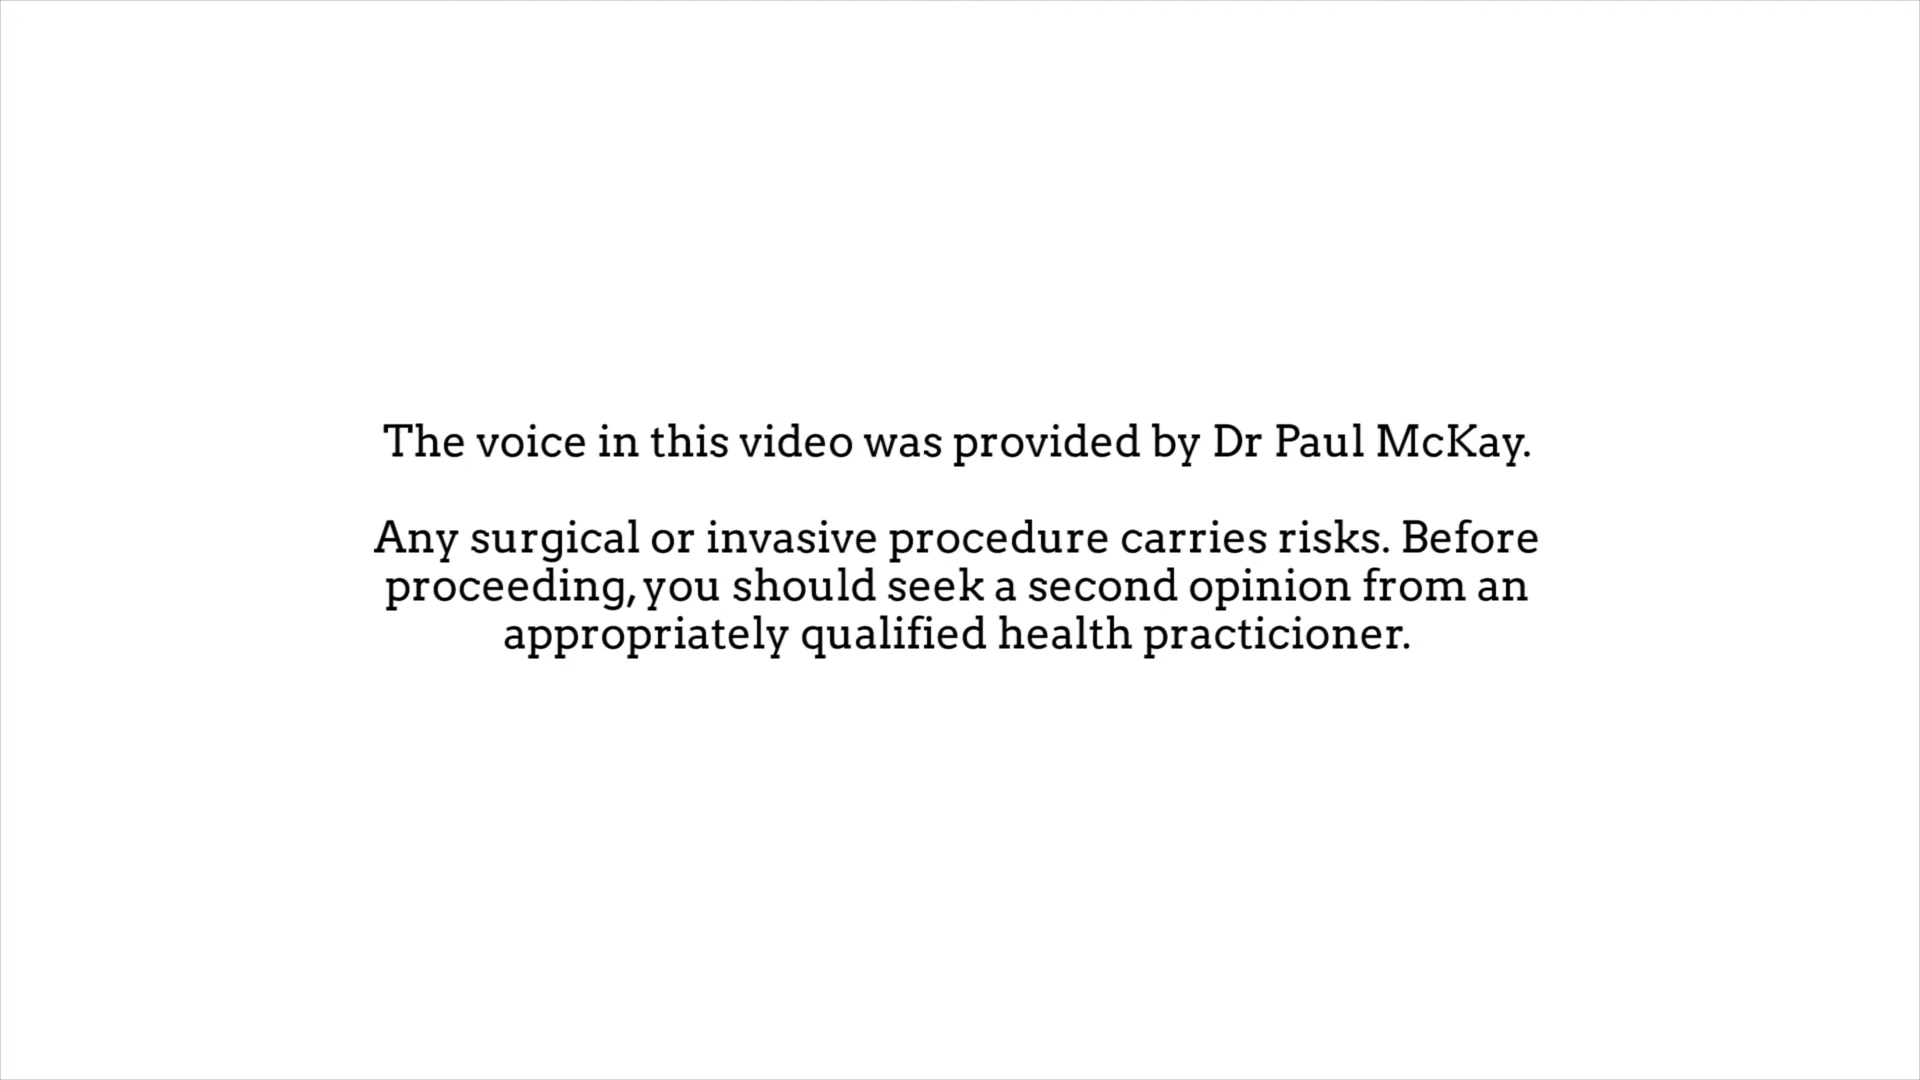 The voice in this video was provided by Dr Paul McKay.
Any surgical or invasive procedure carries risks. Before
proceeding, you should seek a second opinion from an
appropriately qualified health practicioner.